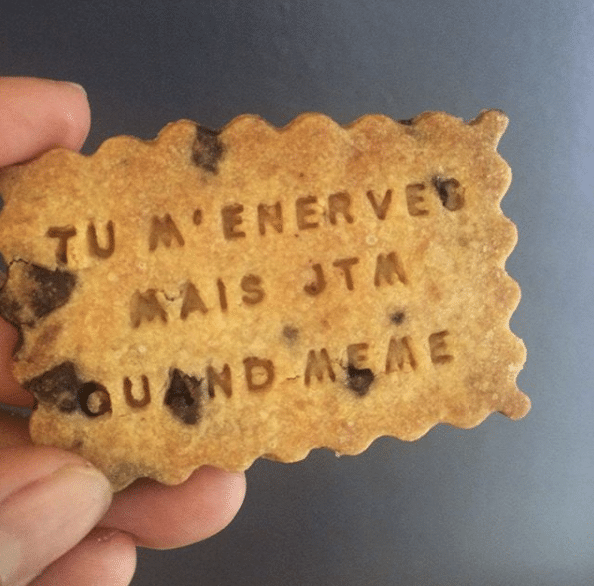 TU M'ENERVES
MAIS JTM
QUAND MEME